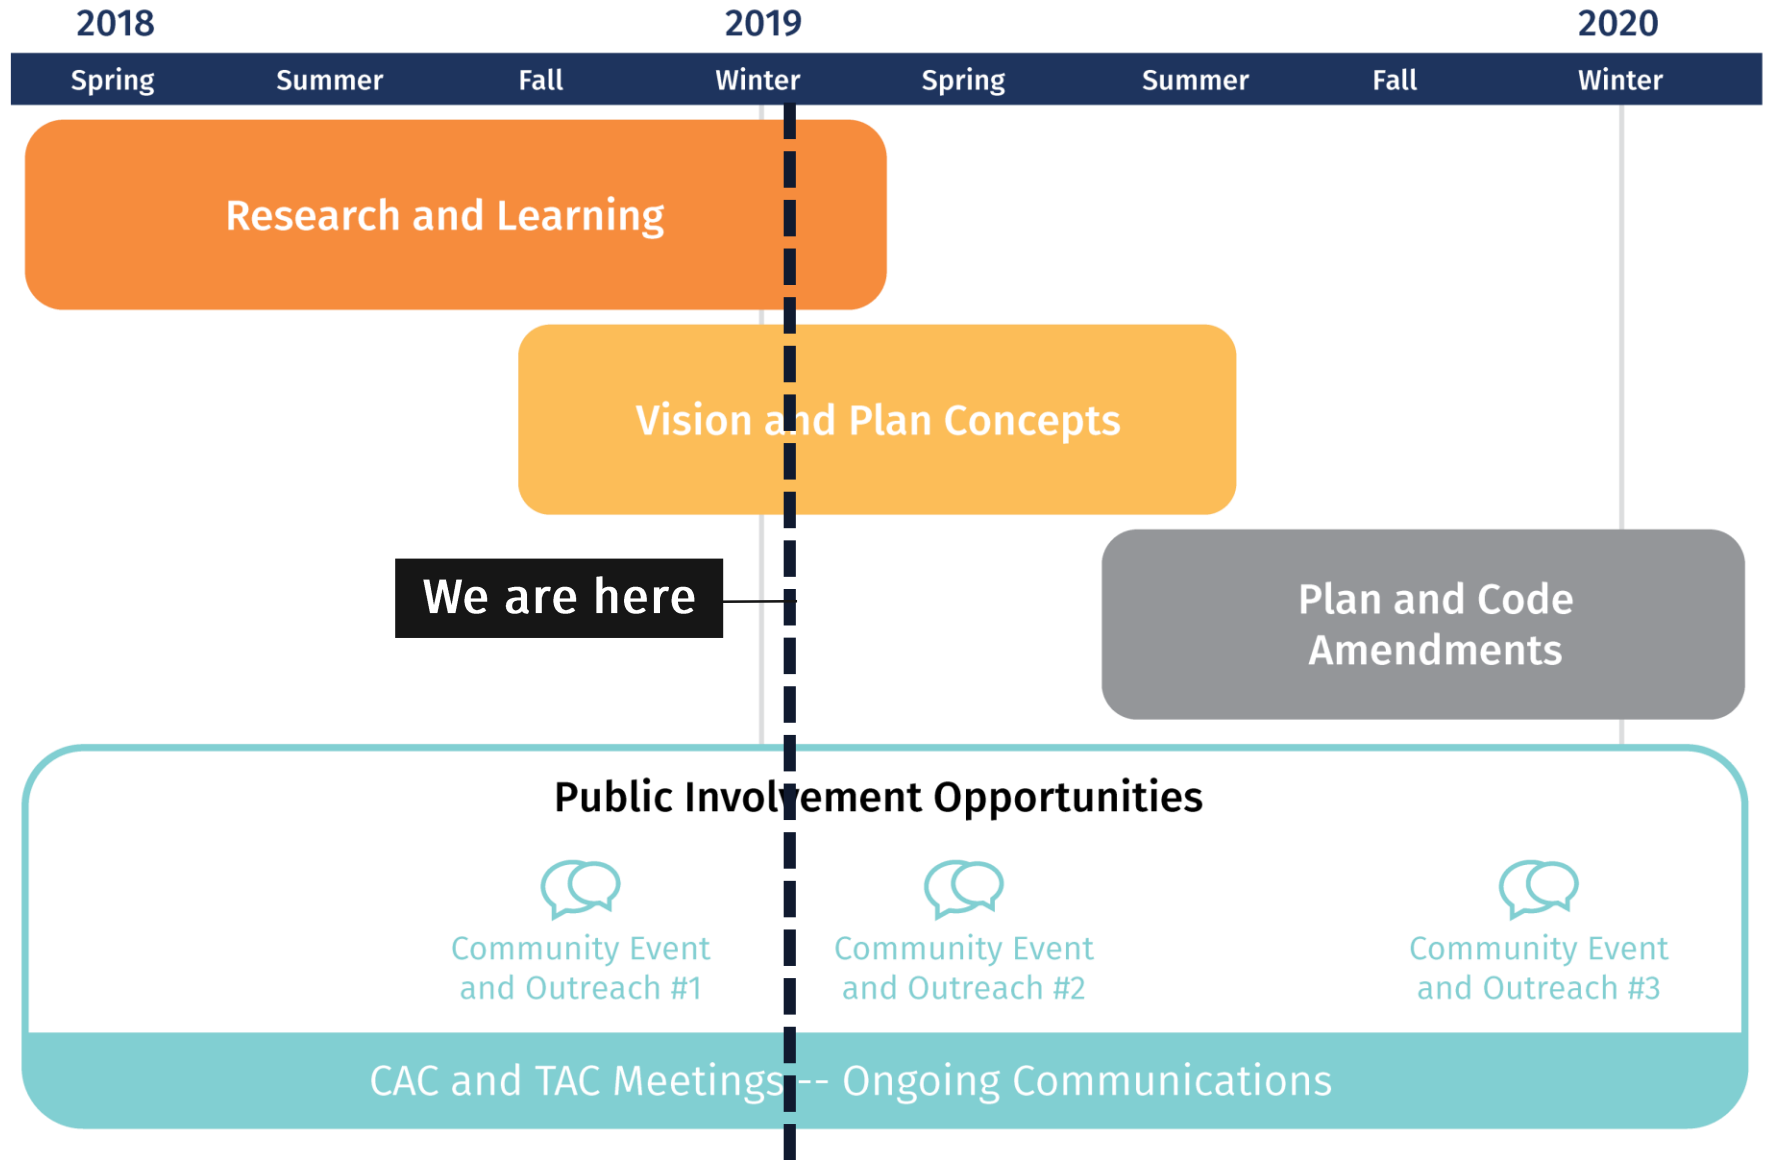 2018 2019 2020
Spring Summer Fall Winter Spring Summer Fall Winter
Research and Learning
Vision and Plan Concepts
We are here
Plan and Code
Amendments
Public Involvement Opportunities
Community Event
and Outreach #1
Community Event
and Outreach #2
Community Event
and Outreach #3
CAC and TAC Meetings -- Ongoing Communications